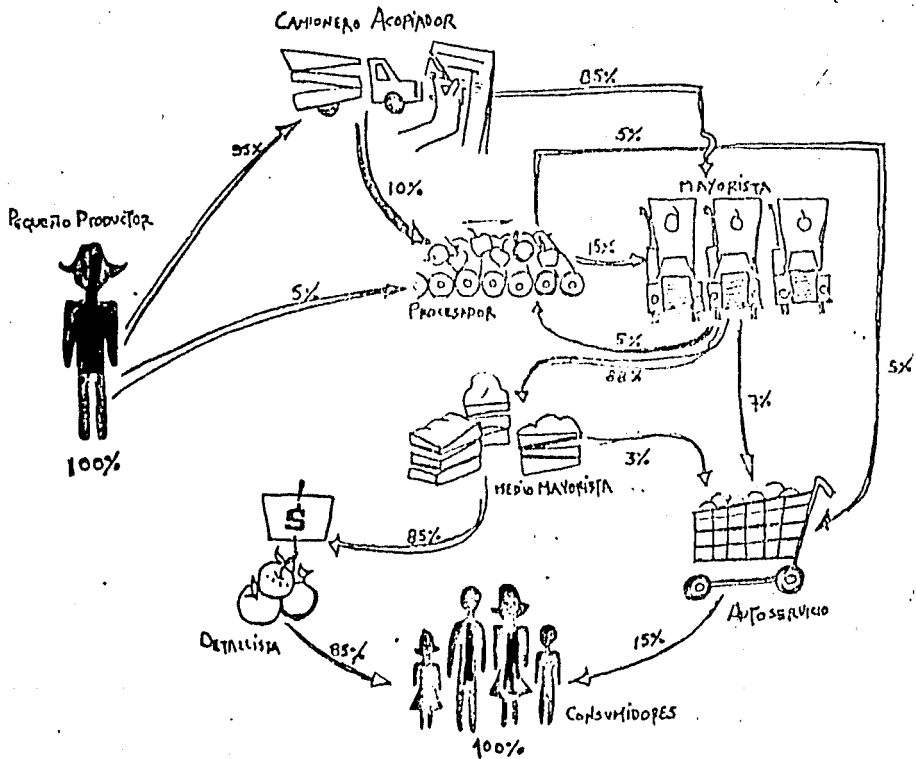 CAMIONERO ACOPIADOR
85%
95%
5%
10%
MAYORISTA
PEQUEÑO PRODUCTOR
15%
5%
PROCESADOR
5%
88%
5%
7%
100%
3%
MEDIO MAYORISTA
S
85%
AUTOSERVICIO
DETALLISTA
85%
15%
CONSUMIDORES
100%